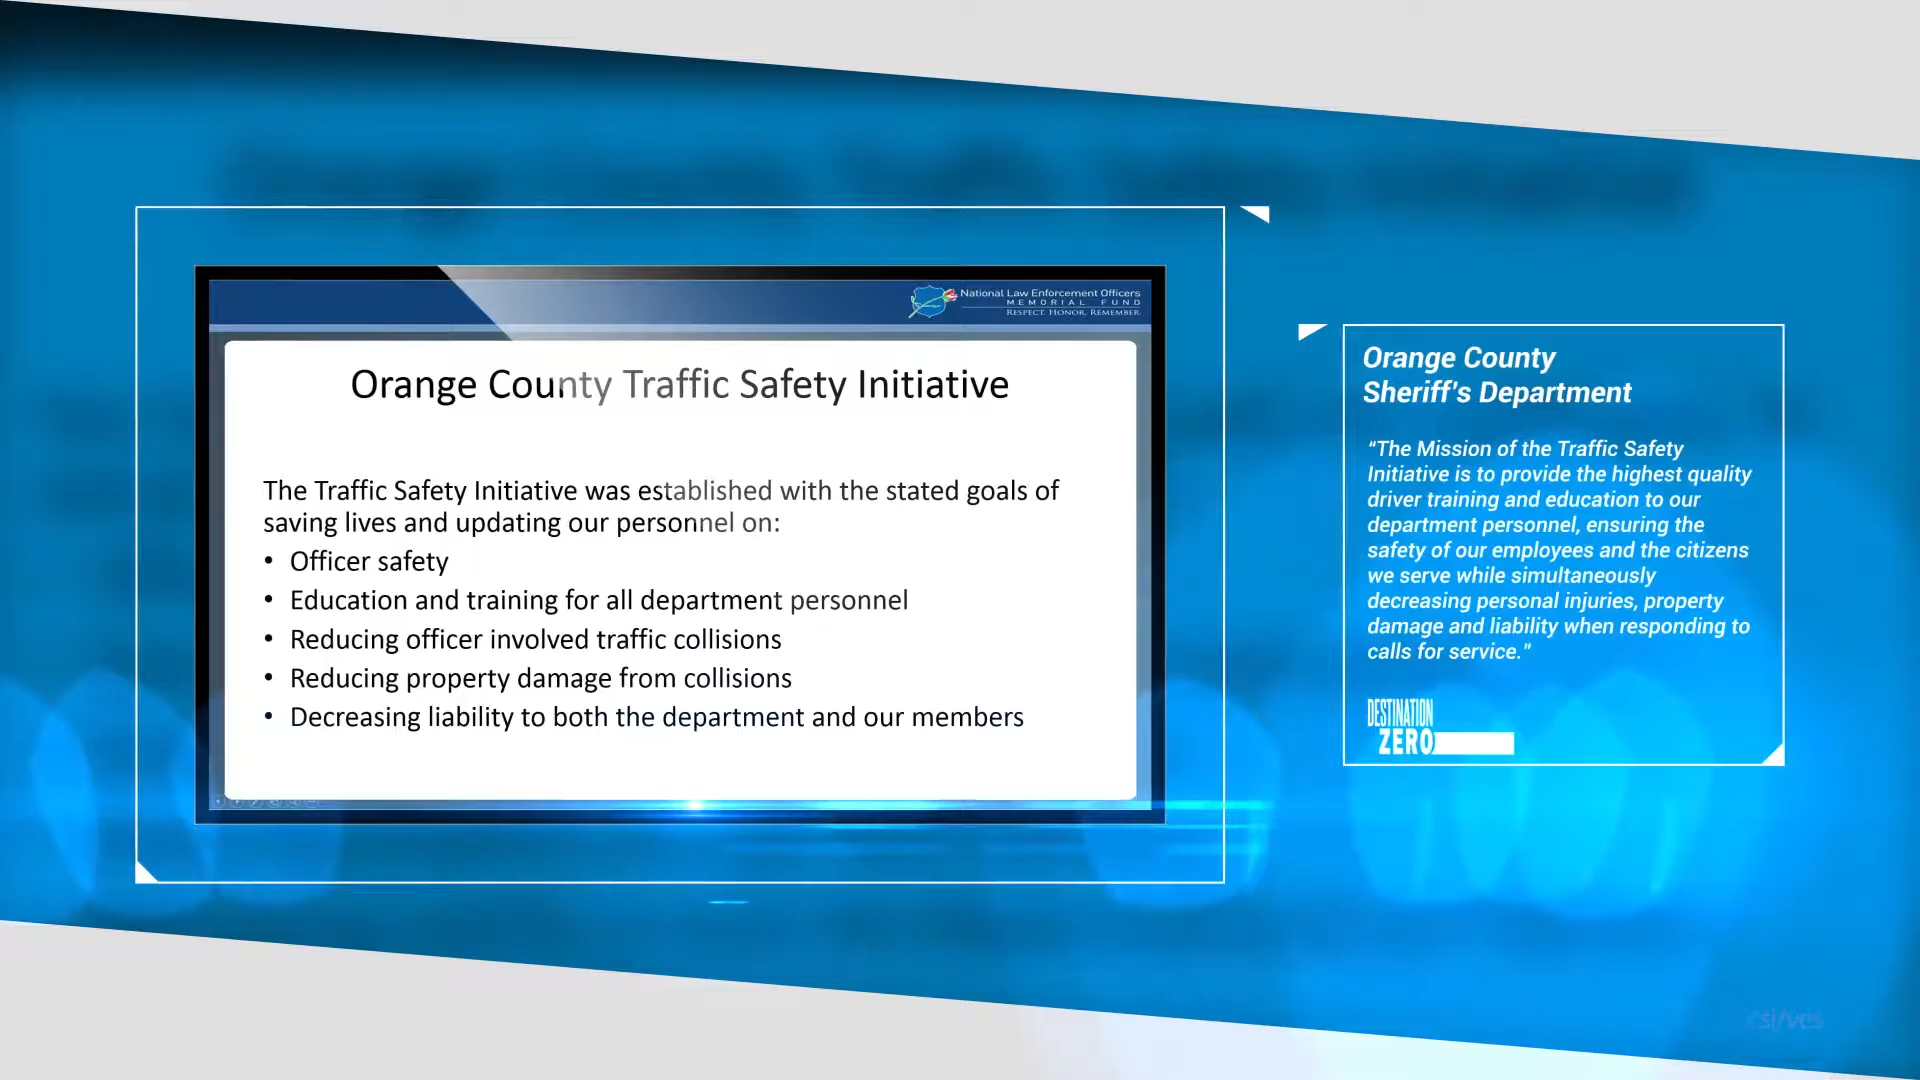 National Law Enforcement Officers
MEMORIAL FUND
RESPECT. HONOR. REMEMBER.
Orange County Traffic Safety Initiative
The Traffic Safety Initiative was established with the stated goals of
saving lives and updating our personnel on:
• Officer safety
• Education and training for all department personnel
• Reducing officer involved traffic collisions
• Reducing property damage from collisions
• Decreasing liability to both the department and our members
Orange County
Sheriff's Department
“The Mission of the Traffic Safety
Initiative is to provide the highest quality
driver training and education to our
department personnel, ensuring the
safety of our employees and the citizens
we serve while simultaneously
decreasing personal injuries, property
damage and liability when responding to
calls for service."
DESTINATION
ZERO